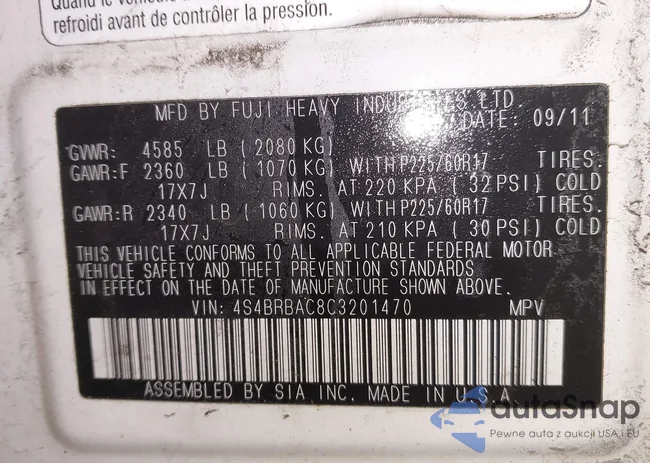 Quand le véhicule
refroidi avant de contrôler la pression.
MFD BY FUJI HEAVY INDUSTRIES LTD.
DATE: 09/11
GVWR: 4585 LB (2080 KG)
GAWR:F 2360 LB (1070 KG) WITH P225/60R17 TIRES.
17X7J RIMS. AT 220 KPA (32 PSI) COLD
GAWR:R 2340 LB (1060 KG) WITH P225/60R17 TIRES.
17X7J RIMS. AT 210 KPA (30 PSI) COLD
THIS VEHICLE CONFORMS TO ALL APPLICABLE FEDERAL MOTOR
VEHICLE SAFETY AND THEFT PREVENTION STANDARDS
IN EFFECT ON THE DATE OF MANUFACTURE SHOWN ABOVE.
VIN: 4S4BRBAC8C3201470 MPV
ASSEMBLED BY SIA, INC. MADE IN U.S.A.
autaSnap
Pewne auta z aukcji USA i EU